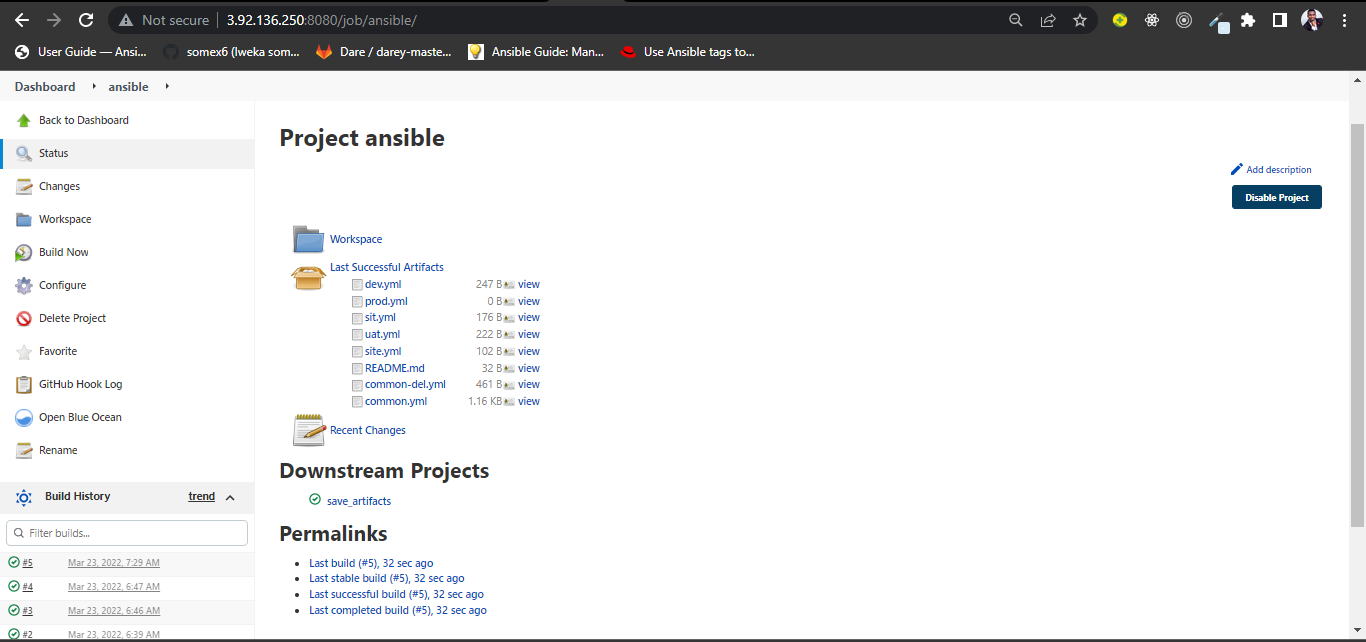 Not secure | 3.92.136.250:8080/job/ansible/
User Guide — Ansi... somex6 (Iweka som... Dare / darey-maste... Ansible Guide: Man... Use Ansible tags to...
Dashboard ansible
Back to Dashboard
Status
Changes
Workspace
Build Now
Configure
Delete Project
Favorite
GitHub Hook Log
Open Blue Ocean
Rename
Build History trend
Filter builds...
#5 Mar 23, 2022, 7:29 AM
#4 Mar 23, 2022, 6:47 AM
#3 Mar 23, 2022, 6:46 AM
#2 Mar 23, 2022, 6:39 AM
Project ansible
Add description
Disable Project
Workspace
Last Successful Artifacts
dev.yml 247 B view
prod.yml 0 B view
sit.yml 176 B view
uat.yml 222 B view
site.yml 102 B view
README.md 32 B view
common-del.yml 461 B view
common.yml 1.16 KB view
Recent Changes
Downstream Projects
save_artifacts
Permalinks
Last build (#5), 32 sec ago
Last stable build (#5), 32 sec ago
Last successful build (#5), 32 sec ago
Last completed build (#5), 32 sec ago